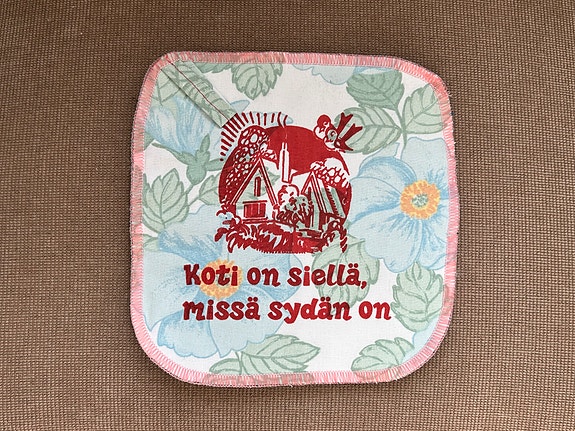 Koti on siellä,
missä sydän on